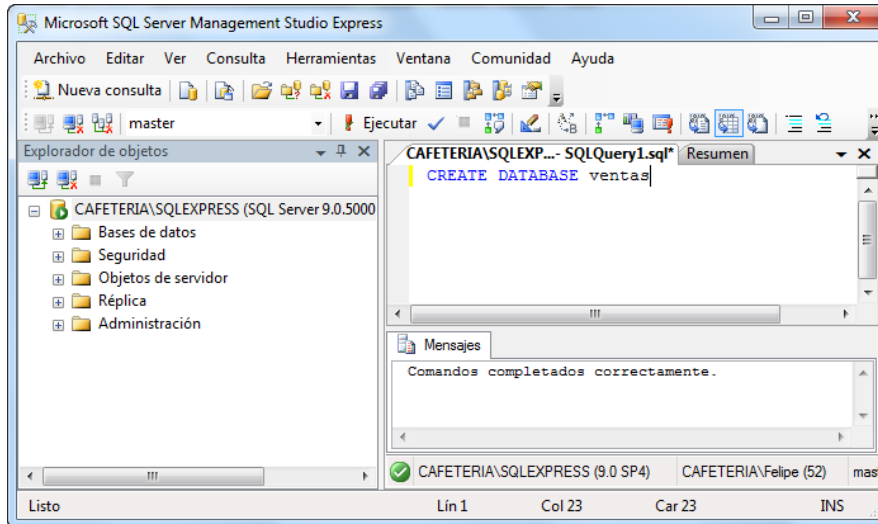 Microsoft SQL Server Management Studio Express
Archivo Editar Ver Consulta Herramientas Ventana Comunidad Ayuda
Nueva consulta
master Ejecutar
Explorador de objetos
CAFETERIA\SQLEXP...- SQLQuery1.sql* Resumen
CREATE DATABASE ventas
CAFETERIA\SQLEXPRESS (SQL Server 9.0.5000
Bases de datos
Seguridad
Objetos de servidor
Réplica
Administración
Mensajes
Comandos completados correctamente.
CAFETERIA\SQLEXPRESS (9.0 SP4) CAFETERIA\Felipe (52) mas
Listo Lín 1 Col 23 Car 23 INS